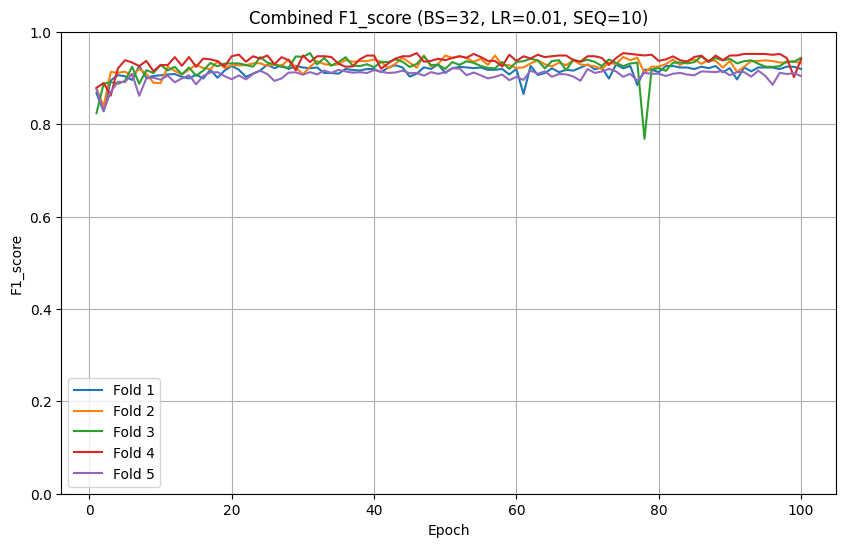 Combined F1_score (BS=32, LR=0.01, SEQ=10)
1.0
0.8
0.6
0.4
0.2
0.0
F1_score
Fold 1
Fold 2
Fold 3
Fold 4
Fold 5
0 20 40 60 80 100
Epoch